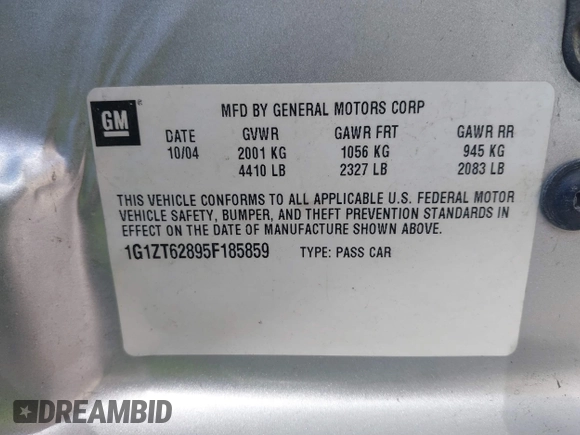 GM
MFD BY GENERAL MOTORS CORP
DATE GVWR GAWR FRT GAWR RR
10/04 2001 KG 1056 KG 945 KG
4410 LB 2327 LB 2083 LB
THIS VEHICLE CONFORMS TO ALL APPLICABLE U.S. FEDERAL MOTOR
VEHICLE SAFETY, BUMPER, AND THEFT PREVENTION STANDARDS IN
EFFECT ON THE DATE OF MANUFACTURE SHOWN ABOVE.
1G1ZT62895F185859 TYPE: PASS CAR
DREAMBID